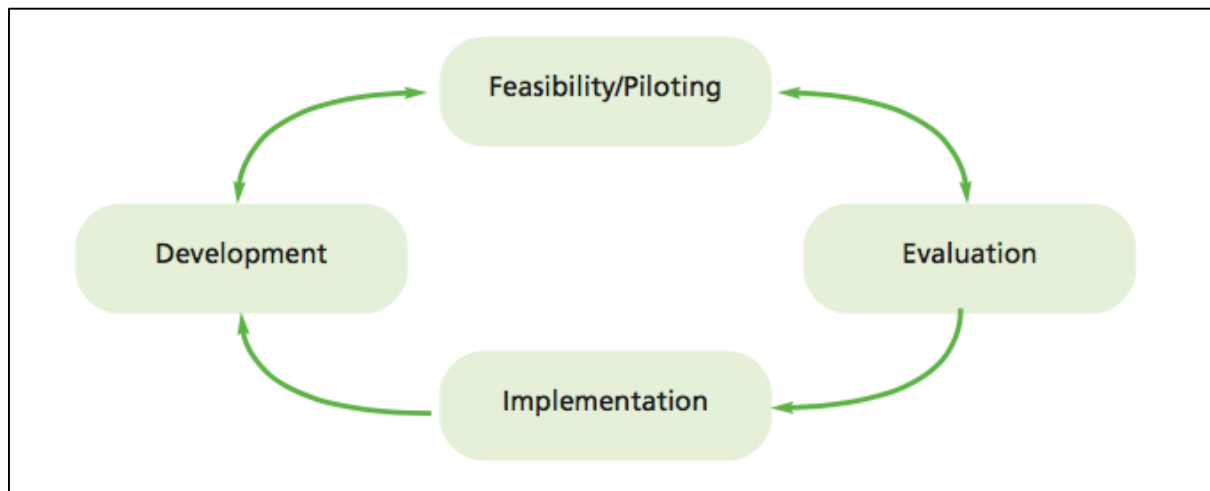 Feasibility/Piloting
Development
Evaluation
Implementation